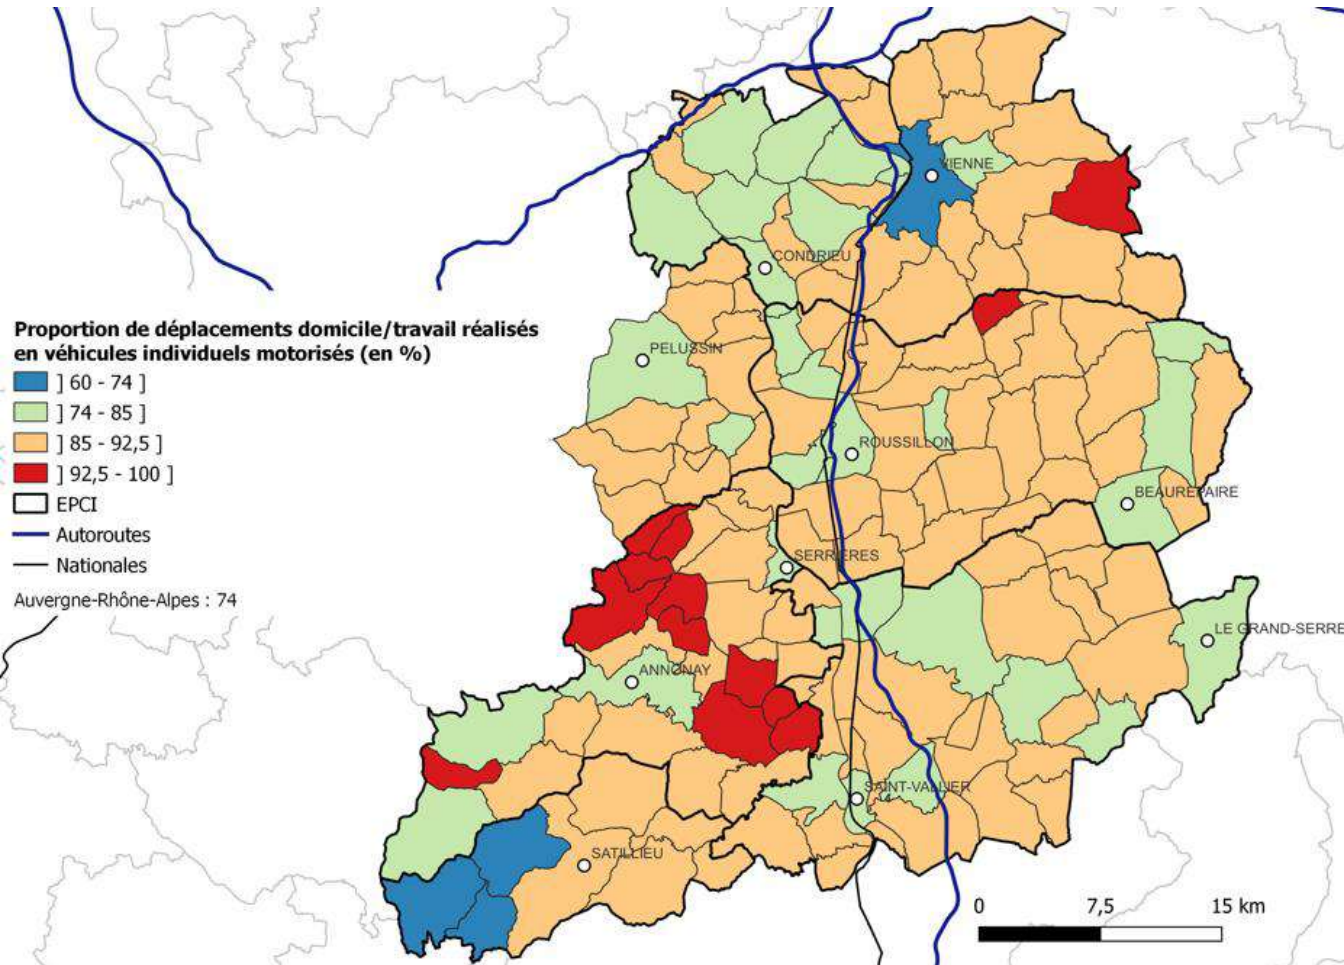 VIENNE
CONDRIEU
Proportion de déplacements domicile/travail réalisés
en véhicules individuels motorisés (en %)
] 60 - 74 ]
] 74 - 85 ]
] 85 - 92,5 ]
] 92,5 - 100 ]
EPCI
Autoroutes
Nationales
Auvergne-Rhône-Alpes : 74
PELUSSIN
ROUSSILLON
BEAUREPAIRE
SERRIERES
LE GRAND-SERRE
ANNONAY
SAINT-VALLIER
SATILLIEU
0 7,5 15 km